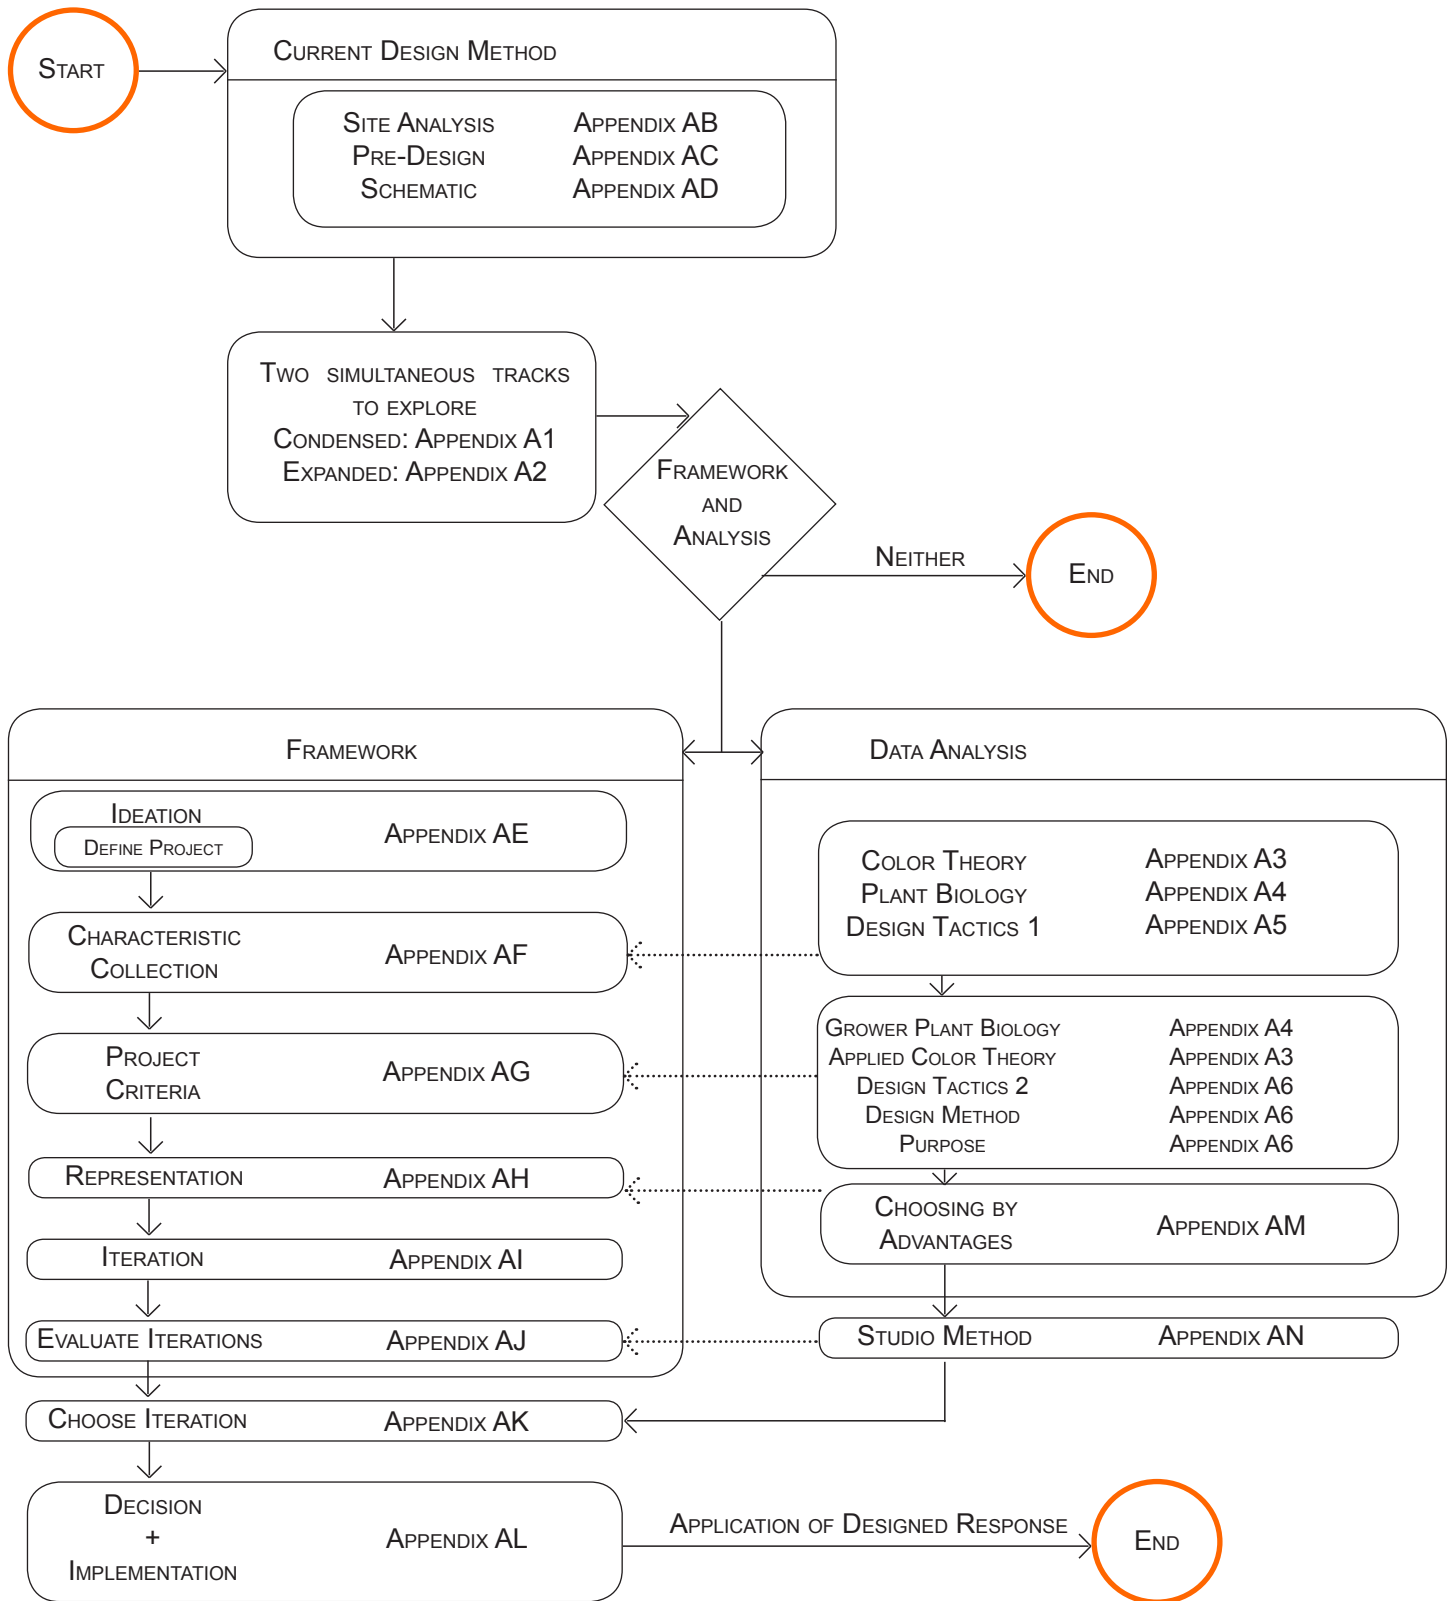 Start
Current Design Method
Site Analysis Appendix AB
Pre-Design Appendix AC
Schematic Appendix AD
Two simultaneous tracks
to explore
Condensed: Appendix A1
Expanded: Appendix A2
Framework
and
Analysis
Neither
End
Framework
Ideation
Define Project
Appendix AE
Characteristic
Collection
Appendix AF
Project
Criteria
Appendix AG
Representation Appendix AH
Iteration Appendix AI
Evaluate Iterations Appendix AJ
Data Analysis
Color Theory Appendix A3
Plant Biology Appendix A4
Design Tactics 1 Appendix A5
Grower Plant Biology Appendix A4
Applied Color Theory Appendix A3
Design Tactics 2 Appendix A6
Design Method Appendix A6
Purpose Appendix A6
Choosing by
Advantages
Appendix AM
Studio Method Appendix AN
Choose Iteration Appendix AK
Decision
+
Implementation
Appendix AL
Application of Designed Response
End